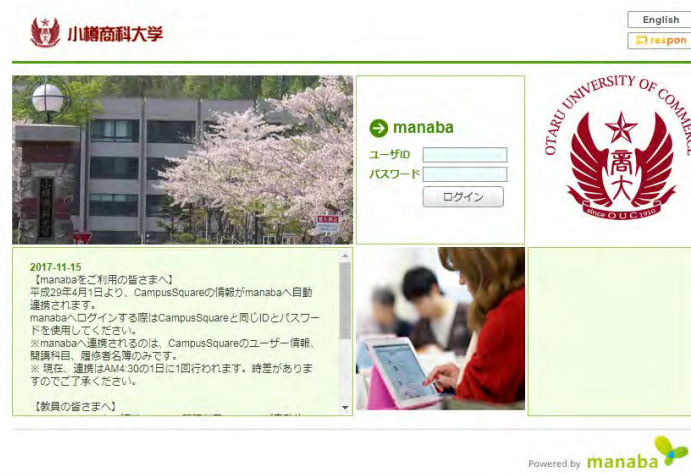 小樽商科大学
English
respon
manaba
ユーザID
パスワード
ログイン
OTARU UNIVERSITY OF COMMERCE
商大
since OUC 1910
2017-11-15
【manabaをご利用の皆さまへ】
平成29年4月1日より、CampusSquareの情報がmanabaへ自動
連携されます。
manabaへログインする際はCampusSquareと同じIDとパスワー
ドを使用してください。
※manabaへ連携されるのは、CampusSquareのユーザー情報、
開講科目、履修者名簿のみです。
※ 現在、連携はAM4:30の1日に1回行われます。時差がありま
すのでご了承ください。
【教員の皆さまへ】
Powered by manaba